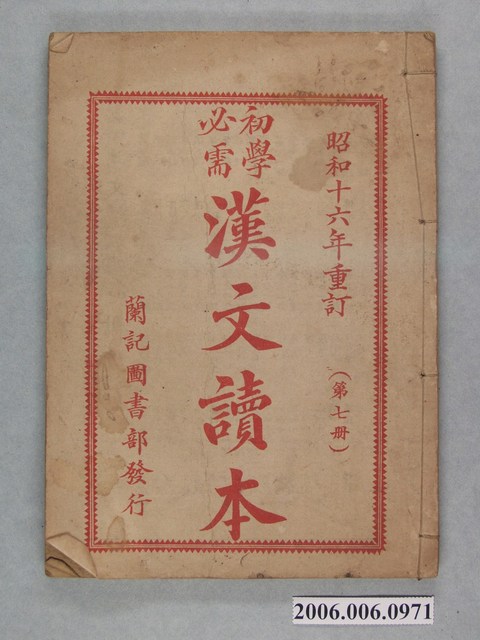 昭和十六年重訂
（第七册）
初學
必需
漢文讀本
蘭記圖書部發行
2006.006.0971